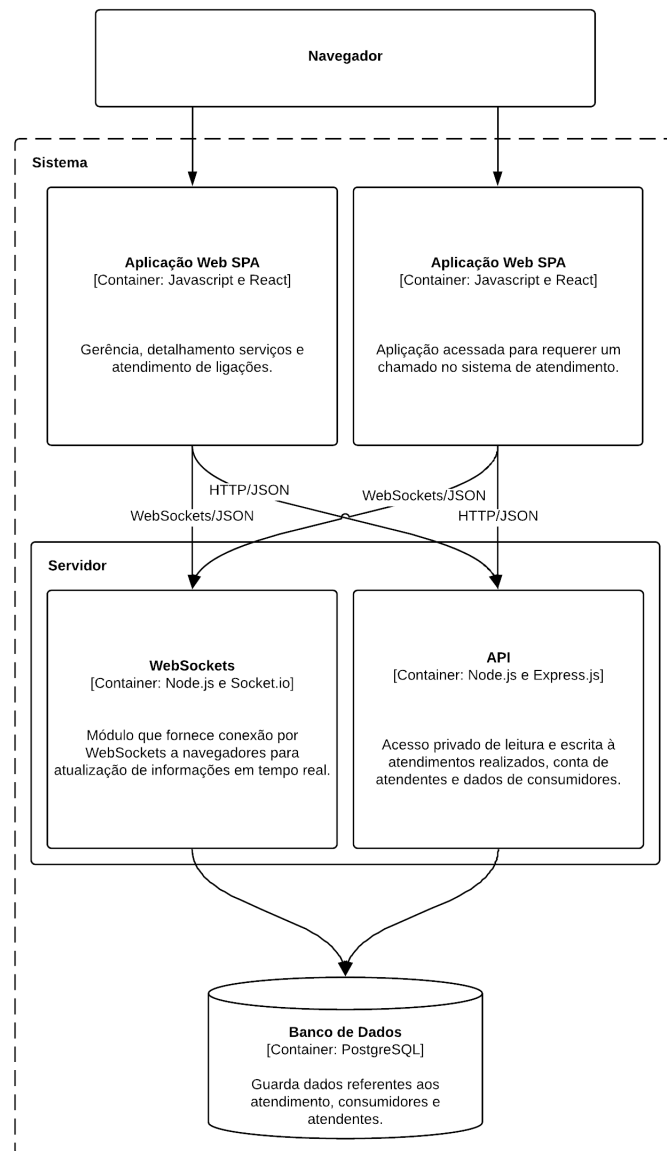 Navegador
Sistema
Aplicação Web SPA
[Container: Javascript e React]
Gerência, detalhamento serviços e
atendimento de ligações.
Aplicação Web SPA
[Container: Javascript e React]
Apliçação acessada para requerer um
chamado no sistema de atendimento.
HTTP/JSON
WebSockets/JSON
WebSockets/JSON
HTTP/JSON
Servidor
WebSockets
[Container: Node.js e Socket.io]
Módulo que fornece conexão por
WebSockets a navegadores para
atualização de informações em tempo real.
API
[Container: Node.js e Express.js]
Acesso privado de leitura e escrita à
atendimentos realizados, conta de
atendentes e dados de consumidores.
Banco de Dados
[Container: PostgreSQL]
Guarda dados referentes aos
atendimento, consumidores e
atendentes.